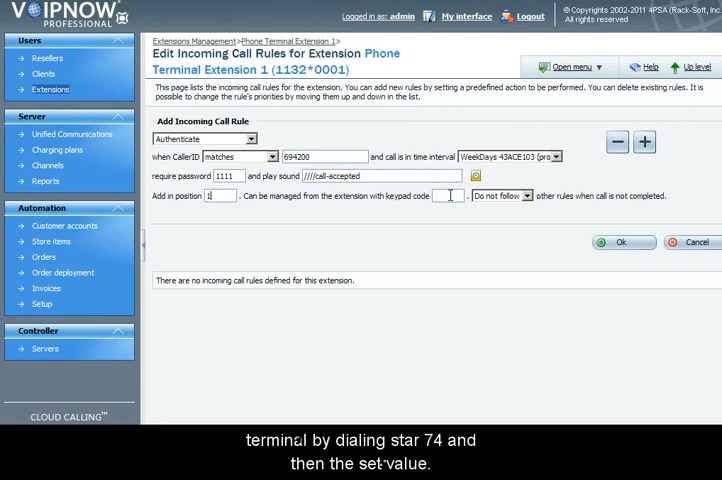 VOIPNOW
PROFESSIONAL
Logged in as: admin
My interface
Logout
© Copyrights 2002-2011 4PSA (Rack-Soft, Inc
All rights reserved
Users
Resellers
Clients
Extensions
Server
Unified Communications
Charging plans
Channels
Reports
Automation
Customer accounts
Store items
Orders
Order deployment
Invoices
Setup
Controller
Servers
CLOUD CALLING™
Extensions Management>Phone Terminal Extension 1>
Edit Incoming Call Rules for Extension Phone
Terminal Extension 1 (1132*0001)
Open menu
Help
Up level
This page lists the incoming call rules for the extension. You can add new rules by setting a predefined action to be performed. You can delete existing rules. It is
possible to change the rule's priorities by moving them up and down in the list.
Add Incoming Call Rule
Authenticate
when CallerID matches 694200 and call is in time interval WeekDays 43ACE103 (pro
require password 1111 and play sound ////call-accepted
Add in position 1 . Can be managed from the extension with keypad code . Do not follow other rules when call is not completed.
Ok
Cancel
There are no incoming call rules defined for this extension.
terminal by dialing star 74 and
then the set value.